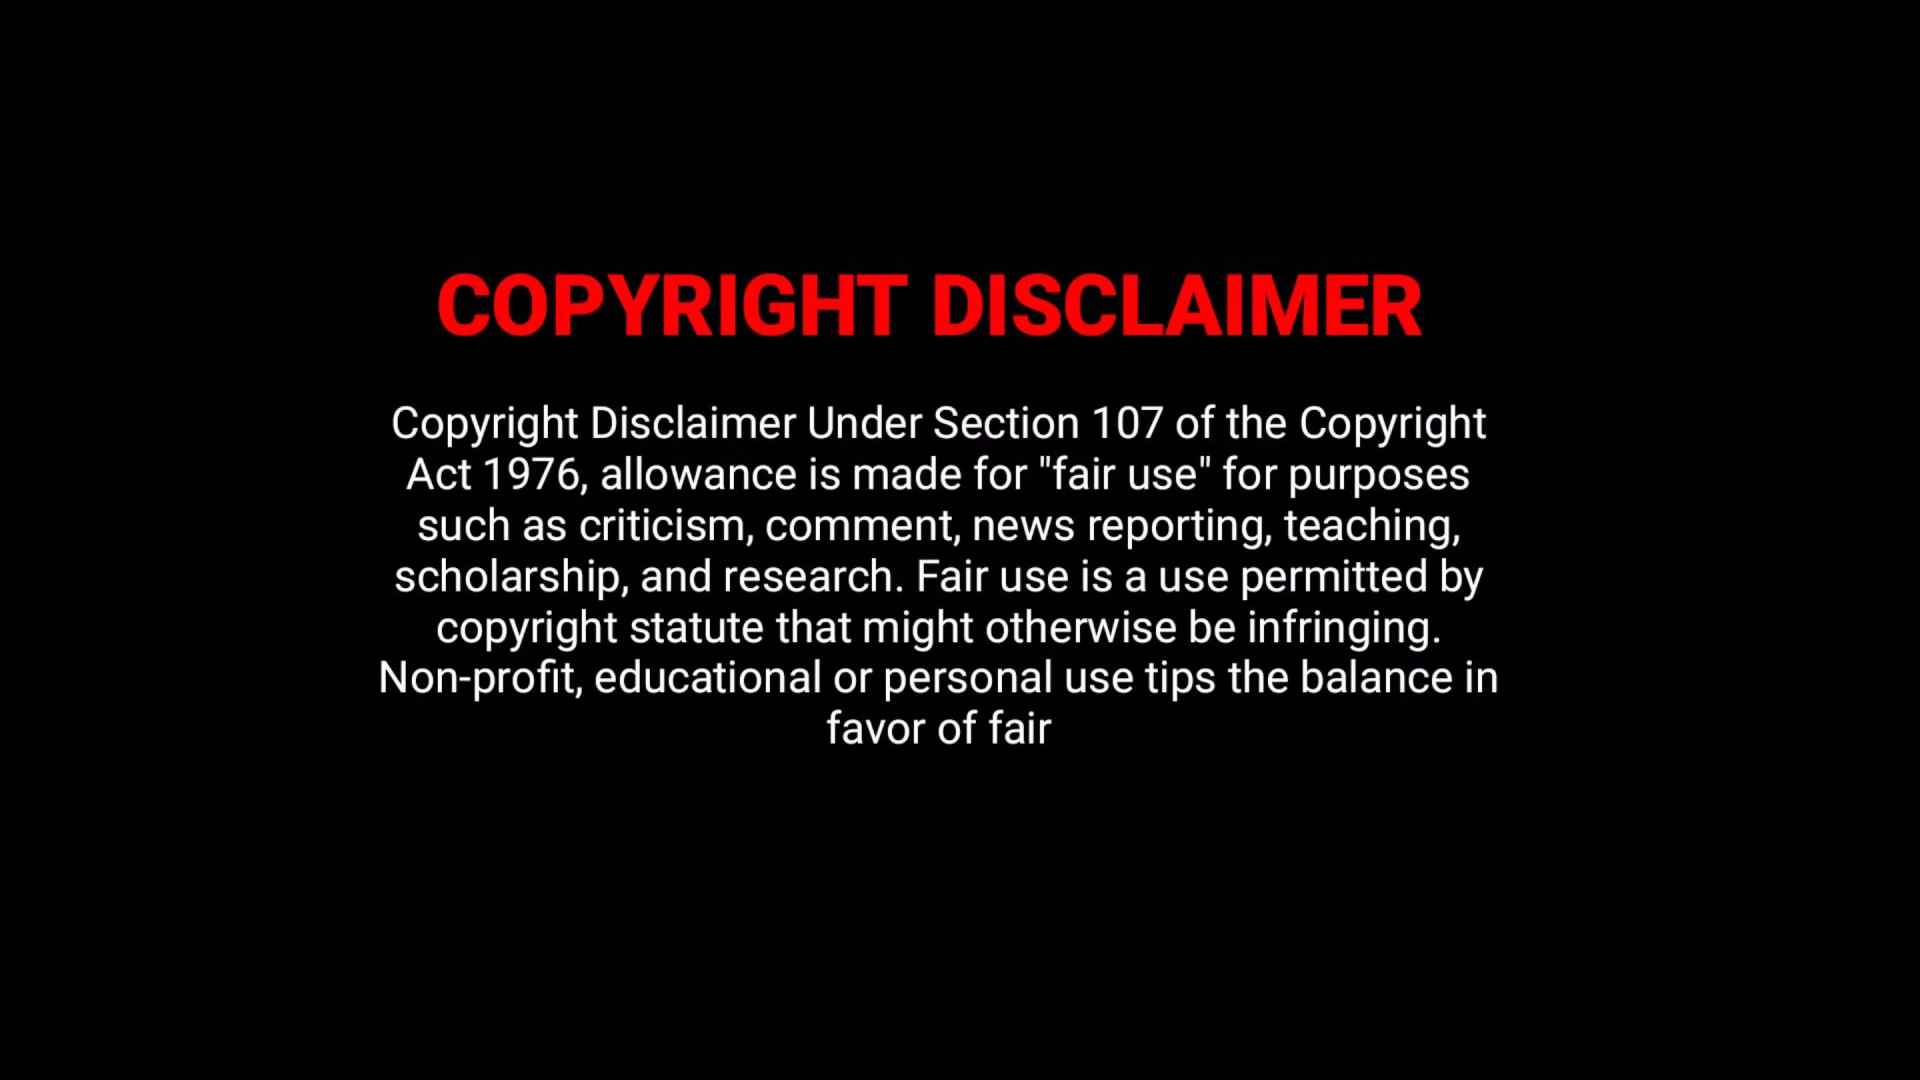 COPYRIGHT DISCLAIMER
Copyright Disclaimer Under Section 107 of the Copyright
Act 1976, allowance is made for "fair use" for purposes
such as criticism, comment, news reporting, teaching,
scholarship, and research. Fair use is a use permitted by
copyright statute that might otherwise be infringing.
Non-profit, educational or personal use tips the balance in
favor of fair